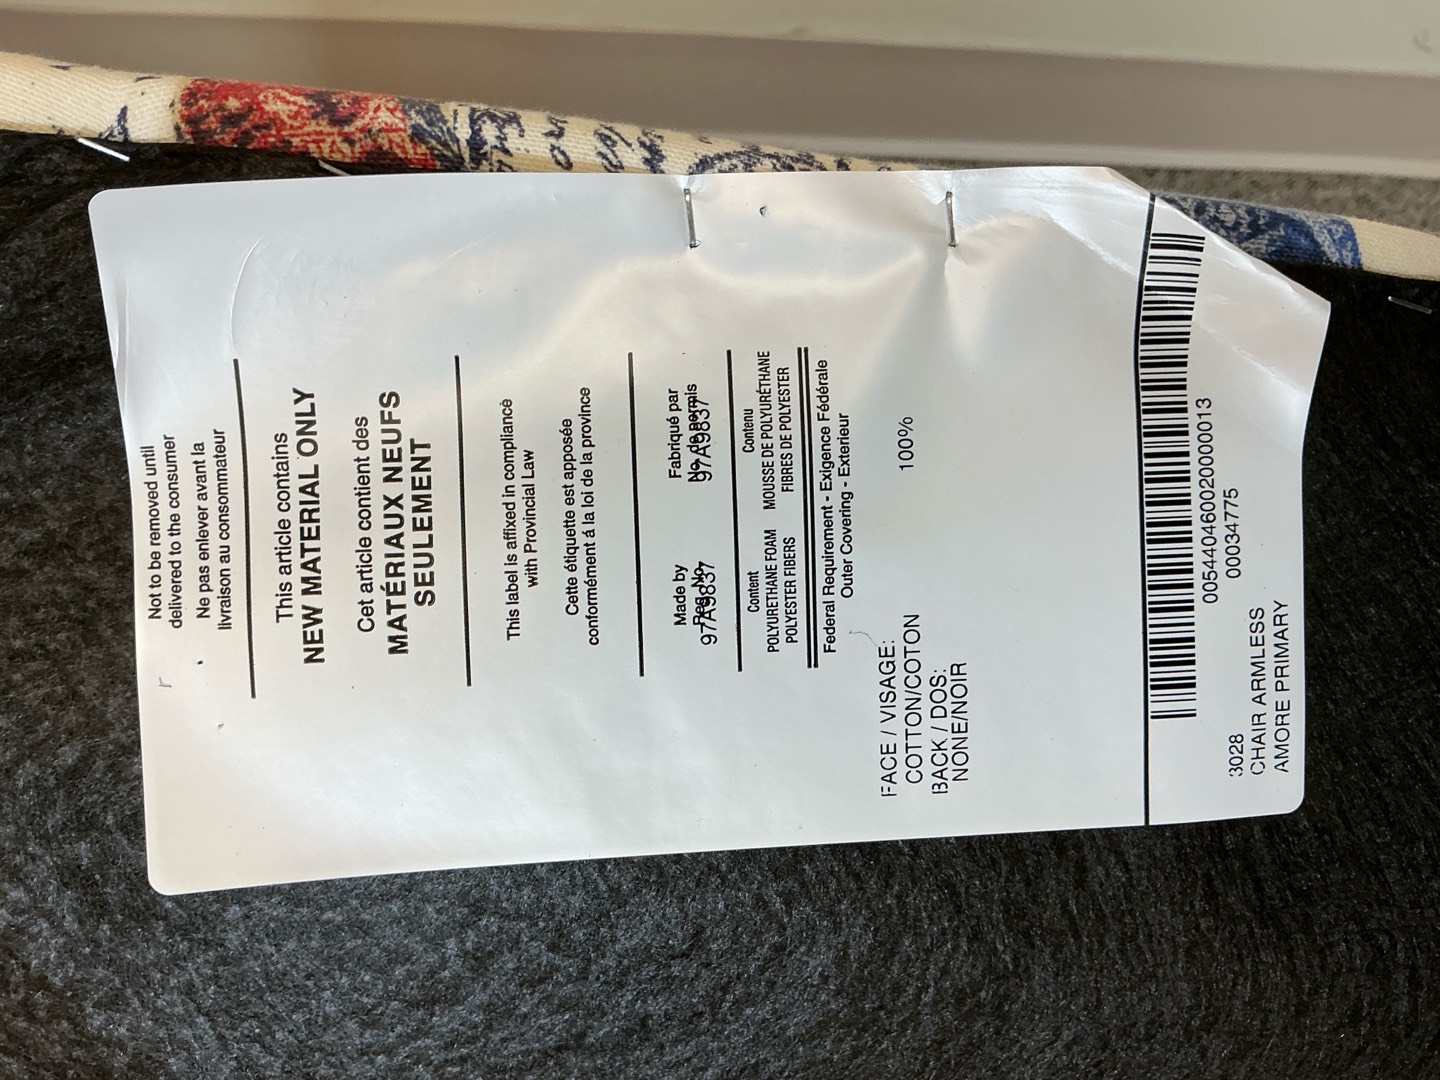 Not to be removed until
delivered to the consumer
Ne pas enlever avant la
livraison au consommateur
This article contains
NEW MATERIAL ONLY
Cet article contient des
MATÉRIAUX NEUFS
SEULEMENT
This label is affixed in compliance
with Provincial Law
Cette étiquette est apposée
conformément á la loi de la province
Made by
Reg. No.
97A9837
Fabriqué par
No de permis
97A9837
Content
POLYURETHANE FOAM
POLYESTER FIBERS
Contenu
MOUSSE DE POLYURÉTHANE
FIBRES DE POLYESTER
Federal Requirement - Exigence Fédérale
Outer Covering - Exterieur
FACE / VISAGE:
COTTON/COTON 100%
BACK / DOS:
NONE/NOIR
005440460020000013
00034775
3028
CHAIR ARMLESS
AMORE PRIMARY